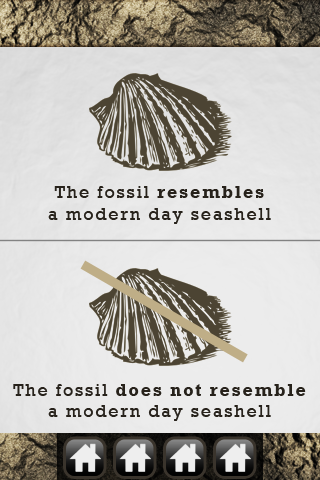 The fossil resembles
a modern day seashell
The fossil does not resemble
a modern day seashell